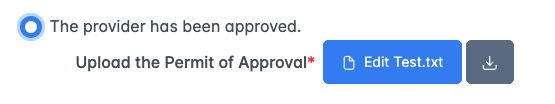 The provider has been approved.
Upload the Permit of Approval* Edit Test.txt